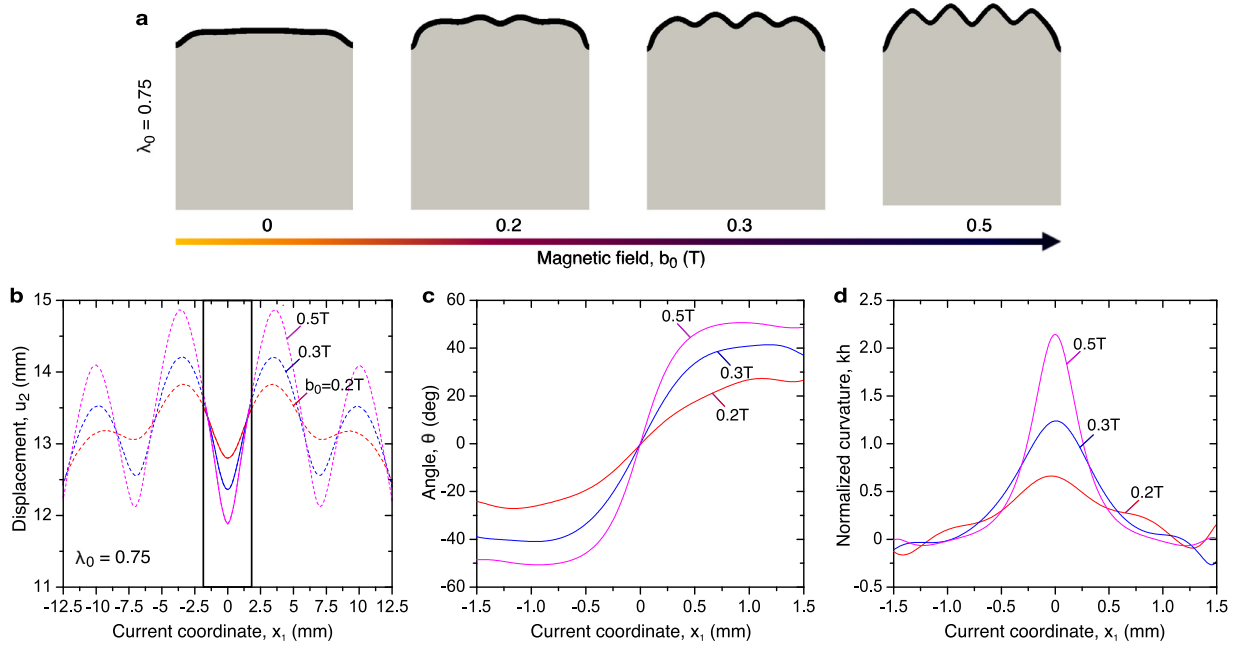 a
λ₀ = 0.75
0 0.2 0.3 0.5
Magnetic field, b₀ (T)
b
15
14
13
12
11
Displacement, u₂ (mm)
0.5T
0.3T
b₀=0.2T
λ₀ = 0.75
-12.5 -10 -7.5 -5 -2.5 0 2.5 5 7.5 10 12.5
Current coordinate, x₁ (mm)
c
60
40
20
0
-20
-40
-60
Angle, θ (deg)
0.5T
0.3T
0.2T
-1.5 -1.0 -0.5 0 0.5 1.0 1.5
Current coordinate, x₁ (mm)
d
2.5
2.0
1.5
1.0
0.5
0
-0.5
Normalized curvature, kh
0.5T
0.3T
0.2T
-1.5 -1.0 -0.5 0 0.5 1.0 1.5
Current coordinate, x₁ (mm)